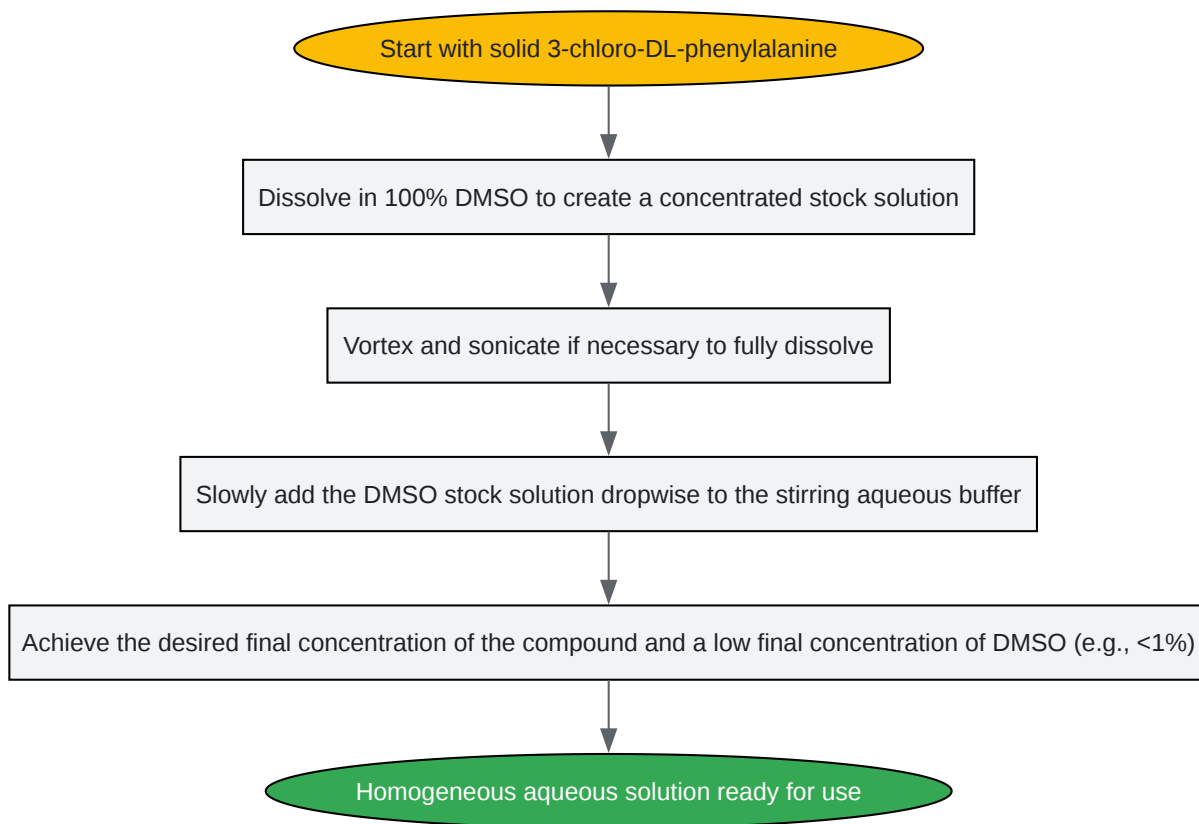 Start with solid 3-chloro-DL-phenylalanine
Dissolve in 100% DMSO to create a concentrated stock solution
Vortex and sonicate if necessary to fully dissolve
Slowly add the DMSO stock solution dropwise to the stirring aqueous buffer
Achieve the desired final concentration of the compound and a low final concentration of DMSO (e.g., <1%)
Homogeneous aqueous solution ready for use